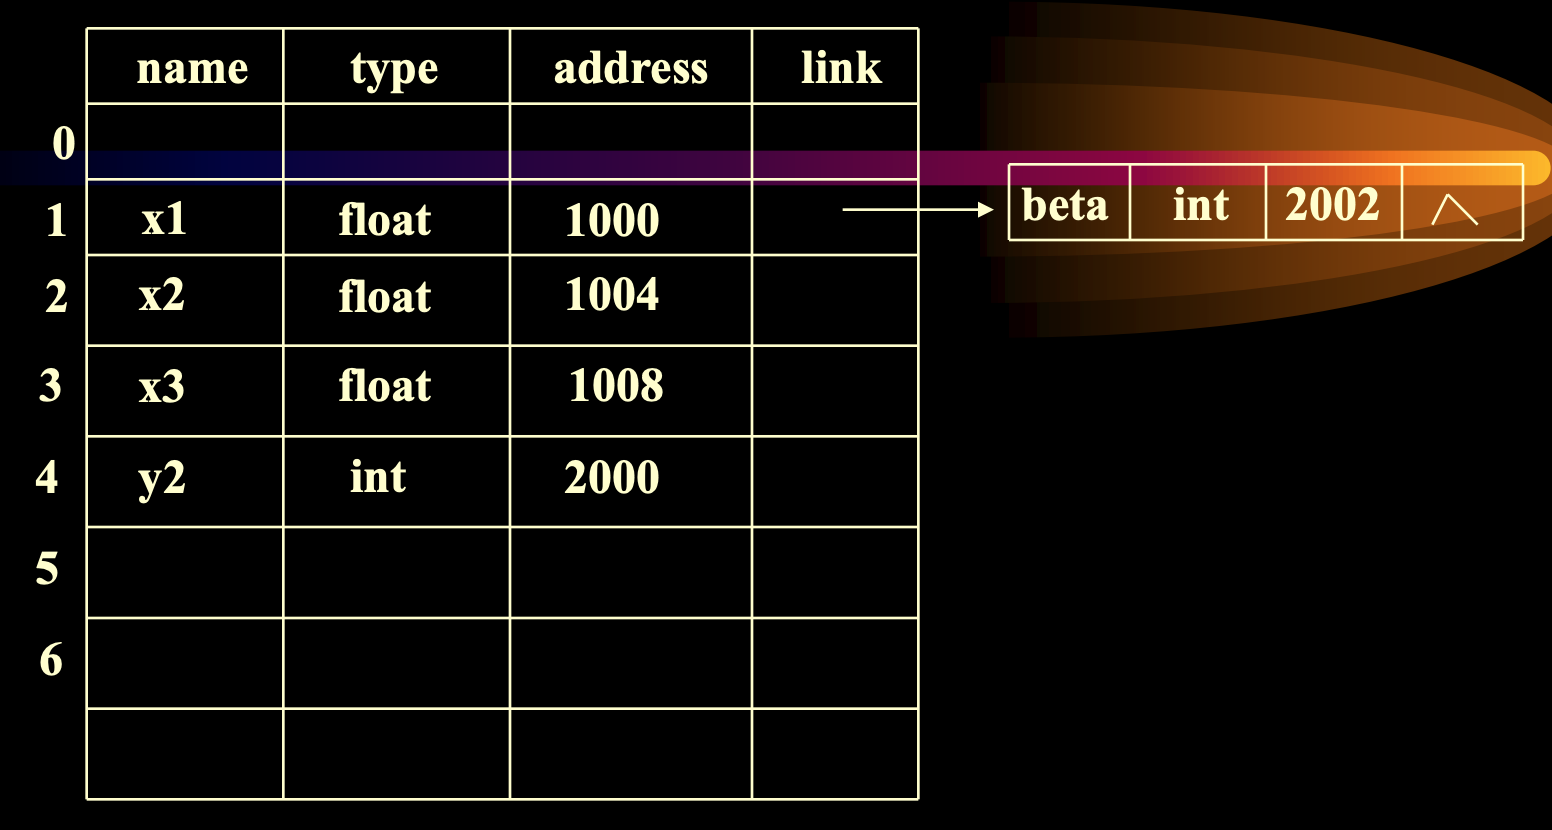 name type address link
0
1 x1 float 1000 beta int 2002 ^
2 x2 float 1004
3 x3 float 1008
4 y2 int 2000
5
6